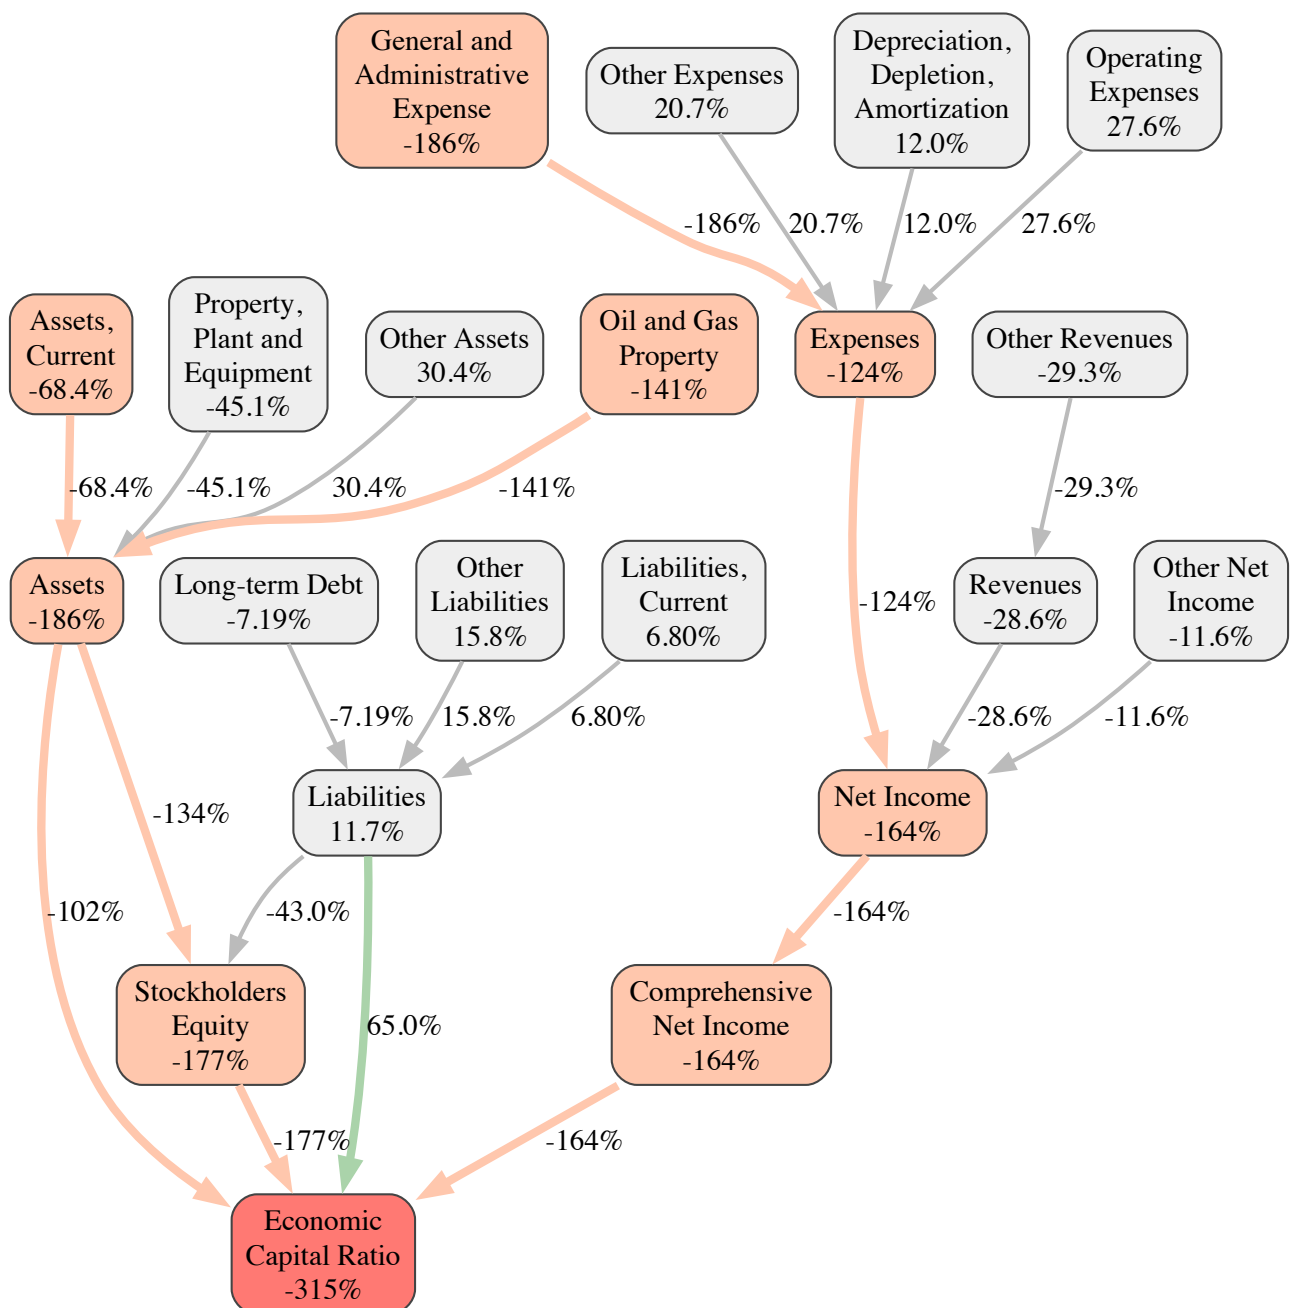 General and
Administrative
Expense
-186%
Other Expenses
20.7%
Depreciation,
Depletion,
Amortization
12.0%
Operating
Expenses
27.6%
-186%
20.7%
12.0%
27.6%
Assets,
Current
-68.4%
Property,
Plant and
Equipment
-45.1%
Other Assets
30.4%
Oil and Gas
Property
-141%
Expenses
-124%
Other Revenues
-29.3%
-68.4%
-45.1%
30.4%
-141%
-29.3%
Assets
-186%
Long-term Debt
-7.19%
Other
Liabilities
15.8%
Liabilities,
Current
6.80%
-124%
Revenues
-28.6%
Other Net
Income
-11.6%
-7.19%
15.8%
6.80%
-28.6%
-11.6%
-134%
Liabilities
11.7%
Net Income
-164%
-102%
-43.0%
-164%
Stockholders
Equity
-177%
65.0%
Comprehensive
Net Income
-164%
-177%
-164%
Economic
Capital Ratio
-315%